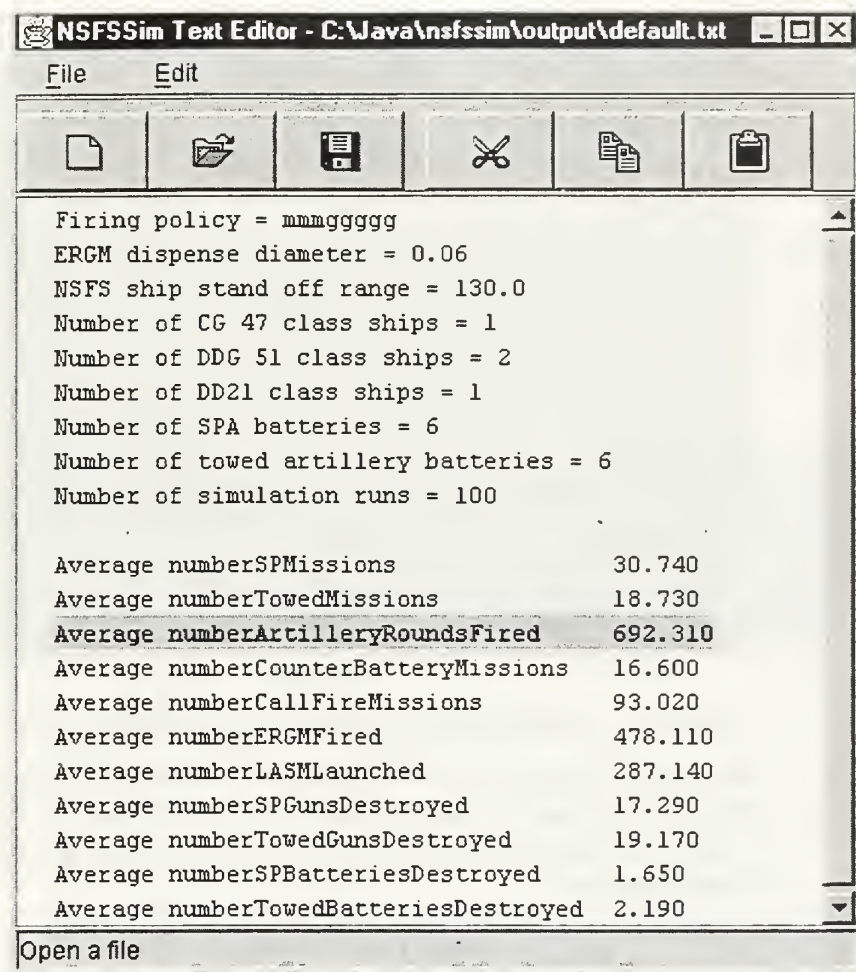 NSFSSim Text Editor - C:\Java\nsfssim\output\default.txt
File Edit
Firing policy = mmmggggg
ERGM dispense diameter = 0.06
NSFS ship stand off range = 130.0
Number of CG 47 class ships = 1
Number of DDG 51 class ships = 2
Number of DD21 class ships = 1
Number of SPA batteries = 6
Number of towed artillery batteries = 6
Number of simulation runs = 100
Average numberSPMissions 30.740
Average numberTowedMissions 18.730
Average numberArtilleryRoundsFired 692.310
Average numberCounterBatteryMissions 16.600
Average numberCallFireMissions 93.020
Average numberERGMFired 478.110
Average numberLASMLaunched 287.140
Average numberSPGunsDestroyed 17.290
Average numberTowedGunsDestroyed 19.170
Average numberSPBatteriesDestroyed 1.650
Average numberTowedBatteriesDestroyed 2.190
Open a file